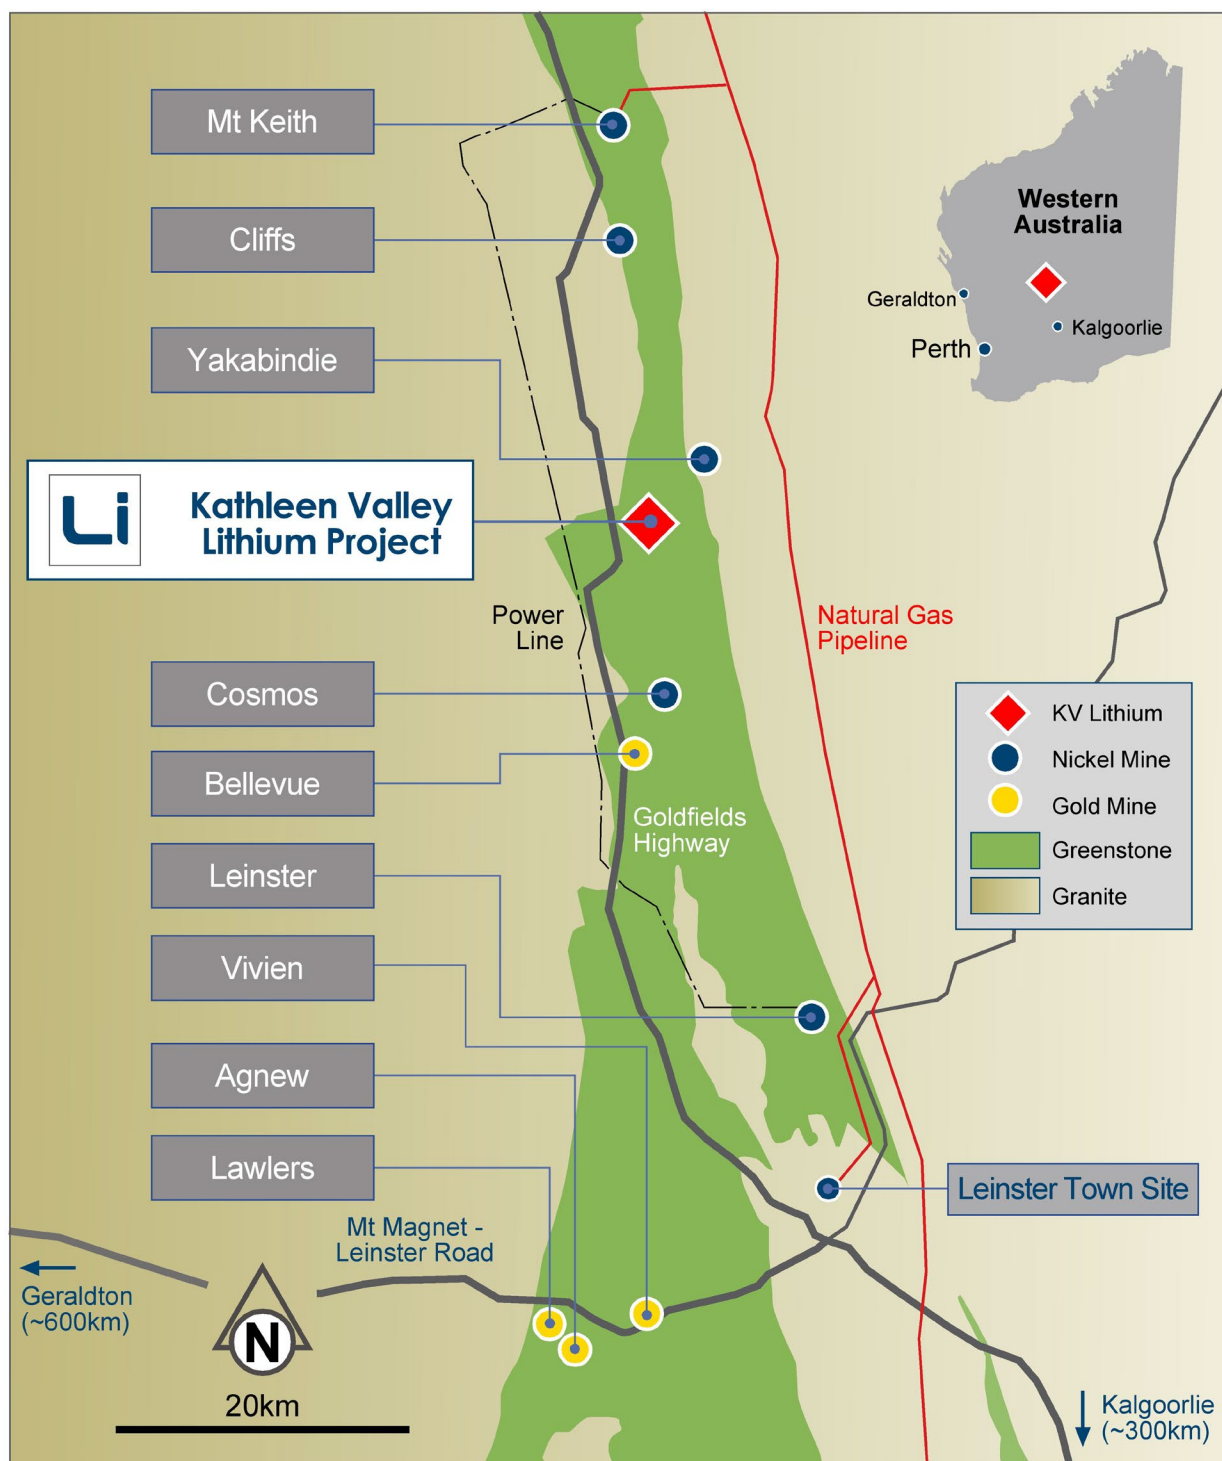 Mt Keith
Cliffs
Yakabindie
Li
Kathleen Valley
Lithium Project
Cosmos
Bellevue
Leinster
Vivien
Agnew
Lawlers
Western
Australia
Geraldton
Kalgoorlie
Perth
Power
Line
Natural Gas
Pipeline
Goldfields
Highway
KV Lithium
Nickel Mine
Gold Mine
Greenstone
Granite
Leinster Town Site
Mt Magnet -
Leinster Road
Geraldton
(~600km)
N
20km
Kalgoorlie
(~300km)